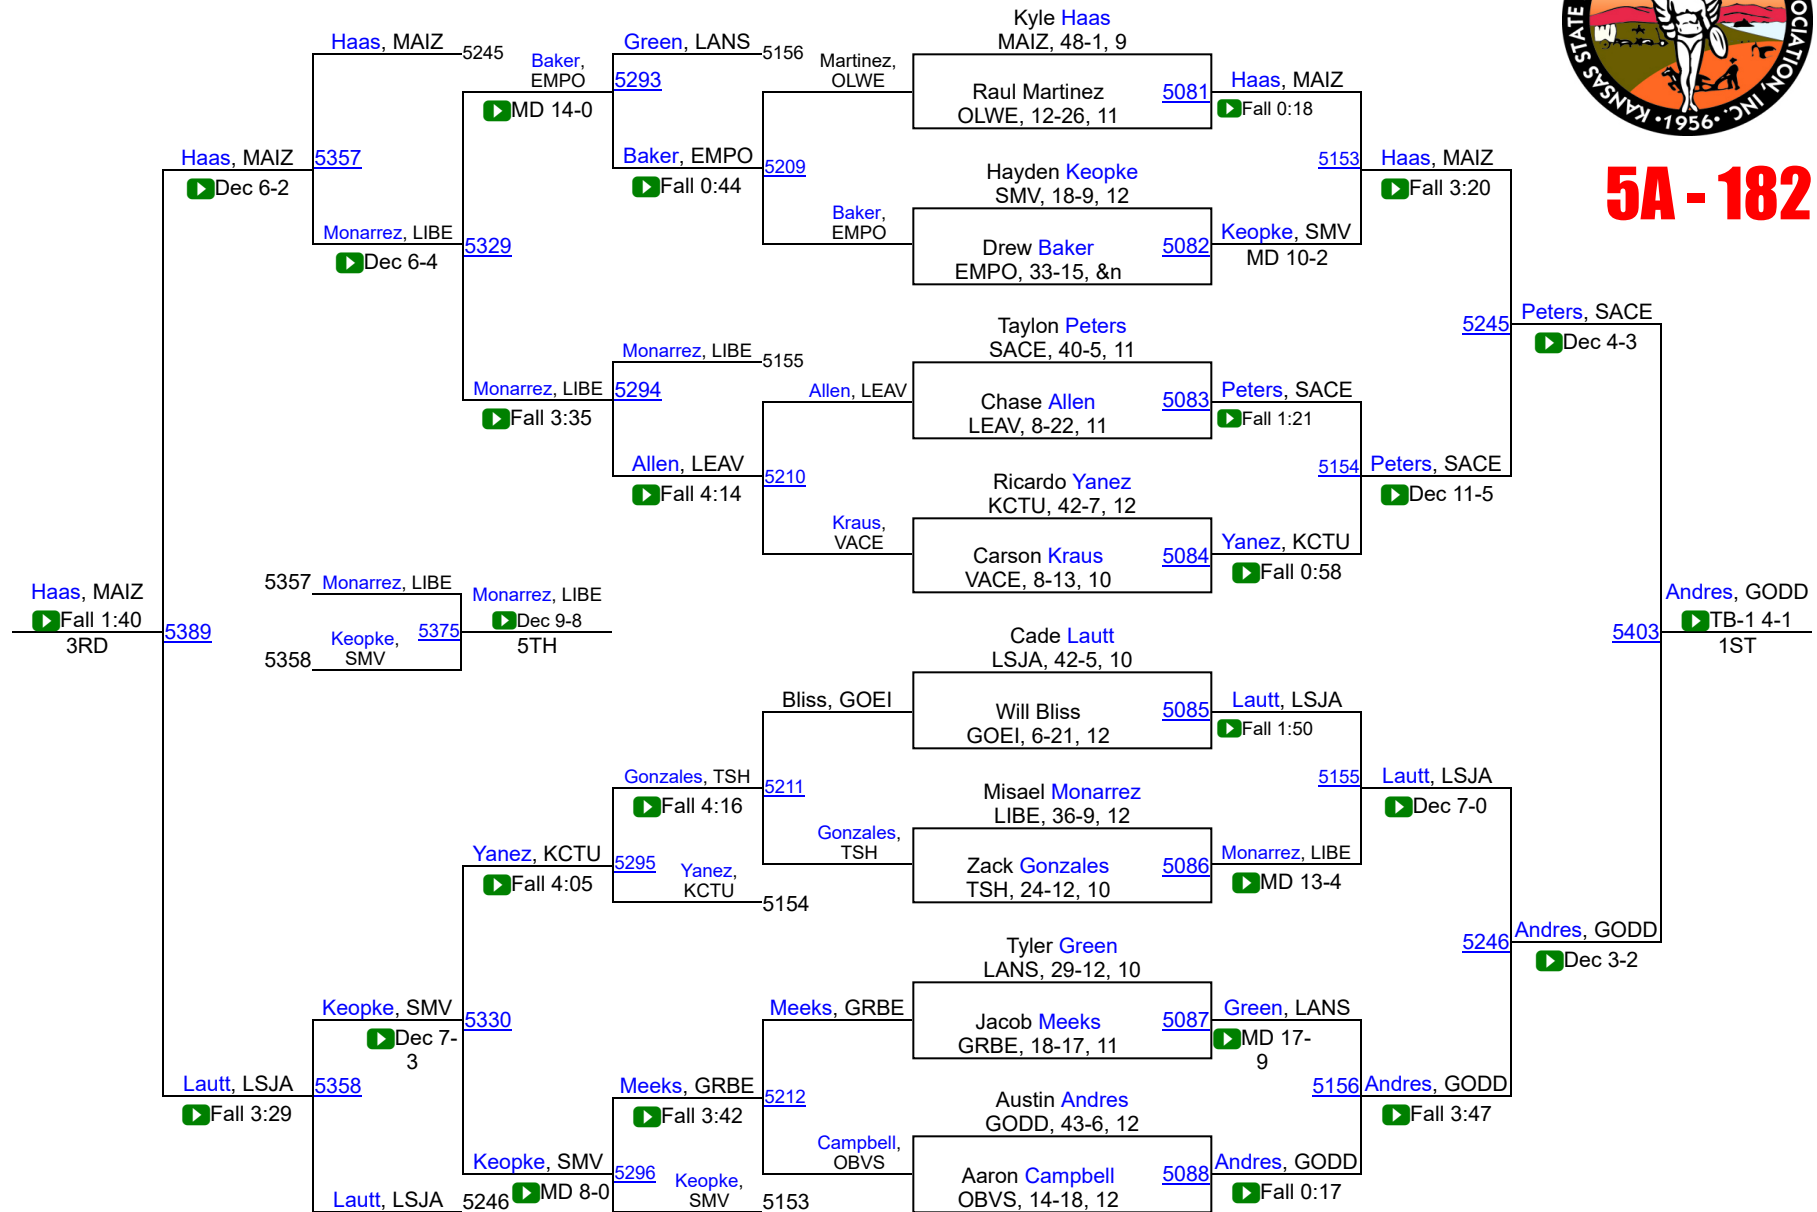 Haas, MAIZ
5245
Baker,
EMPO
MD 14-0
Green, LANS
5156
5293
Baker, EMPO
Fall 0:44
Martinez,
OLWE
5209
Baker,
EMPO
Kyle Haas
MAIZ, 48-1, 9
Raul Martinez
OLWE, 12-26, 11
5081
Haas, MAIZ
Fall 0:18
Hayden Keopke
SMV, 18-9, 12
Drew Baker
EMPO, 33-15, &n
5082
Keopke, SMV
MD 10-2
5153
Haas, MAIZ
Fall 3:20
KANSAS STATE
OCIATION, INC.
•1956•
5A - 182
Haas, MAIZ
Dec 6-2
5357
Monarrez, LIBE
Dec 6-4
5329
Monarrez, LIBE
Fall 3:35
Monarrez, LIBE
5155
5294
Allen, LEAV
Fall 4:14
Allen, LEAV
5210
Kraus,
VACE
Taylon Peters
SACE, 40-5, 11
Chase Allen
LEAV, 8-22, 11
5083
Peters, SACE
Fall 1:21
Ricardo Yanez
KCTU, 42-7, 12
Carson Kraus
VACE, 8-13, 10
5084
Yanez, KCTU
Fall 0:58
5154
Peters, SACE
Dec 11-5
5245
Peters, SACE
Dec 4-3
Haas, MAIZ
Fall 1:40
3RD
5389
5357
Monarrez, LIBE
5358
Keopke,
SMV
5375
Monarrez, LIBE
Dec 9-8
5TH
5403
Andres, GODD
TB-1 4-1
1ST
Cade Lautt
LSJA, 42-5, 10
Bliss, GOEI
Will Bliss
GOEI, 6-21, 12
5085
Lautt, LSJA
Fall 1:50
Gonzales, TSH
Fall 4:16
5211
Gonzales,
TSH
Misael Monarrez
LIBE, 36-9, 12
Zack Gonzales
TSH, 24-12, 10
5086
Monarrez, LIBE
MD 13-4
5155
Lautt, LSJA
Dec 7-0
Yanez, KCTU
Fall 4:05
5295
Yanez,
KCTU
5154
5246
Andres, GODD
Dec 3-2
Keopke, SMV
Dec 7-
3
5330
Tyler Green
LANS, 29-12, 10
Meeks, GRBE
Jacob Meeks
GRBE, 18-17, 11
5087
Green, LANS
MD 17-
9
Lautt, LSJA
Fall 3:29
5358
Meeks, GRBE
Fall 3:42
5212
Campbell,
OBVS
Austin Andres
GODD, 43-6, 12
Aaron Campbell
OBVS, 14-18, 12
5088
Andres, GODD
Fall 0:17
5156
Andres, GODD
Fall 3:47
Keopke, SMV
MD 8-0
5296
Keopke,
SMV
5153
Lautt, LSJA
5246